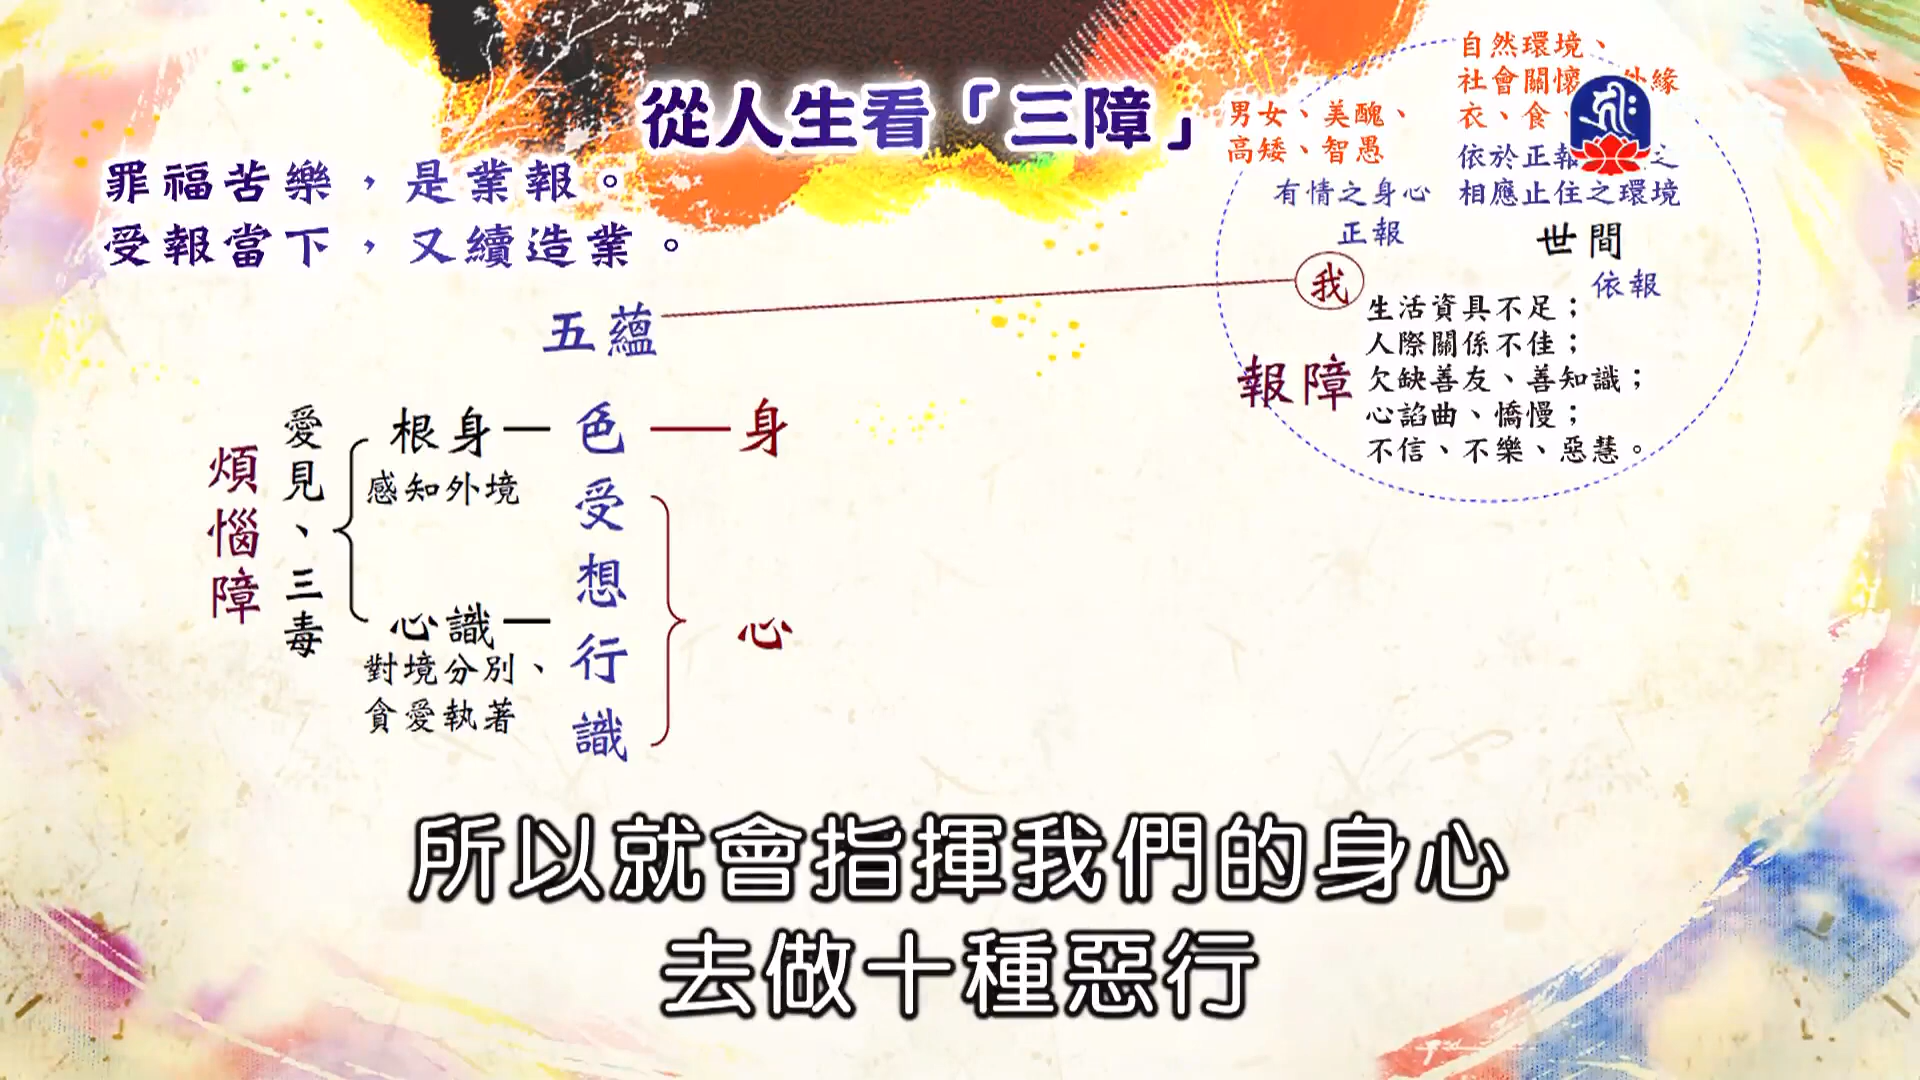 從人生看「三障」
罪福苦樂，是業報。
受報當下，又續造業。
自然環境、
社會關懷 外緣
衣、食、
依於正報 之
相應止住之環境
男女、美醜、
高矮、智愚
有情之身心
正報
世間
依報
我
報障
生活資具不足；
人際關係不佳；
欠缺善友、善知識；
心諂曲、憍慢；
不信、不樂、惡慧。
五蘊
煩惱障
愛見、三毒
根身
感知外境
心識
對境分別、
貪愛執著
色
受
想
行
識
身
心
所以就會指揮我們的身心
去做十種惡行